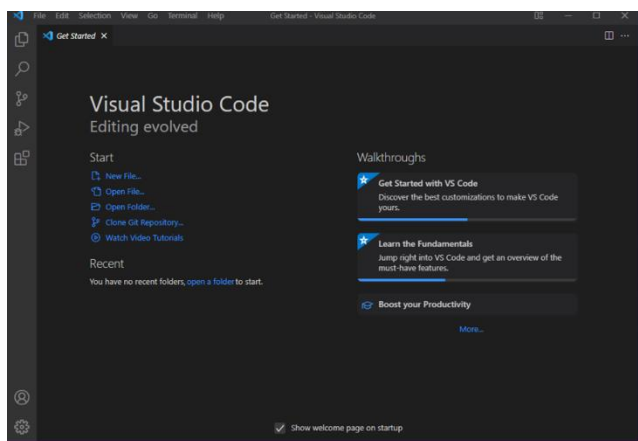 File Edit Selection View Go Terminal Help Get Started - Visual Studio Code
Get Started
Visual Studio Code
Editing evolved
Start
New File...
Open File...
Open Folder...
Clone Git Repository...
Watch Video Tutorials
Recent
You have no recent folders, open a folder to start.
Walkthroughs
Get Started with VS Code
Discover the best customizations to make VS Code
yours.
Learn the Fundamentals
Jump right into VS Code and get an overview of the
must-have features.
Boost your Productivity
More...
Show welcome page on startup